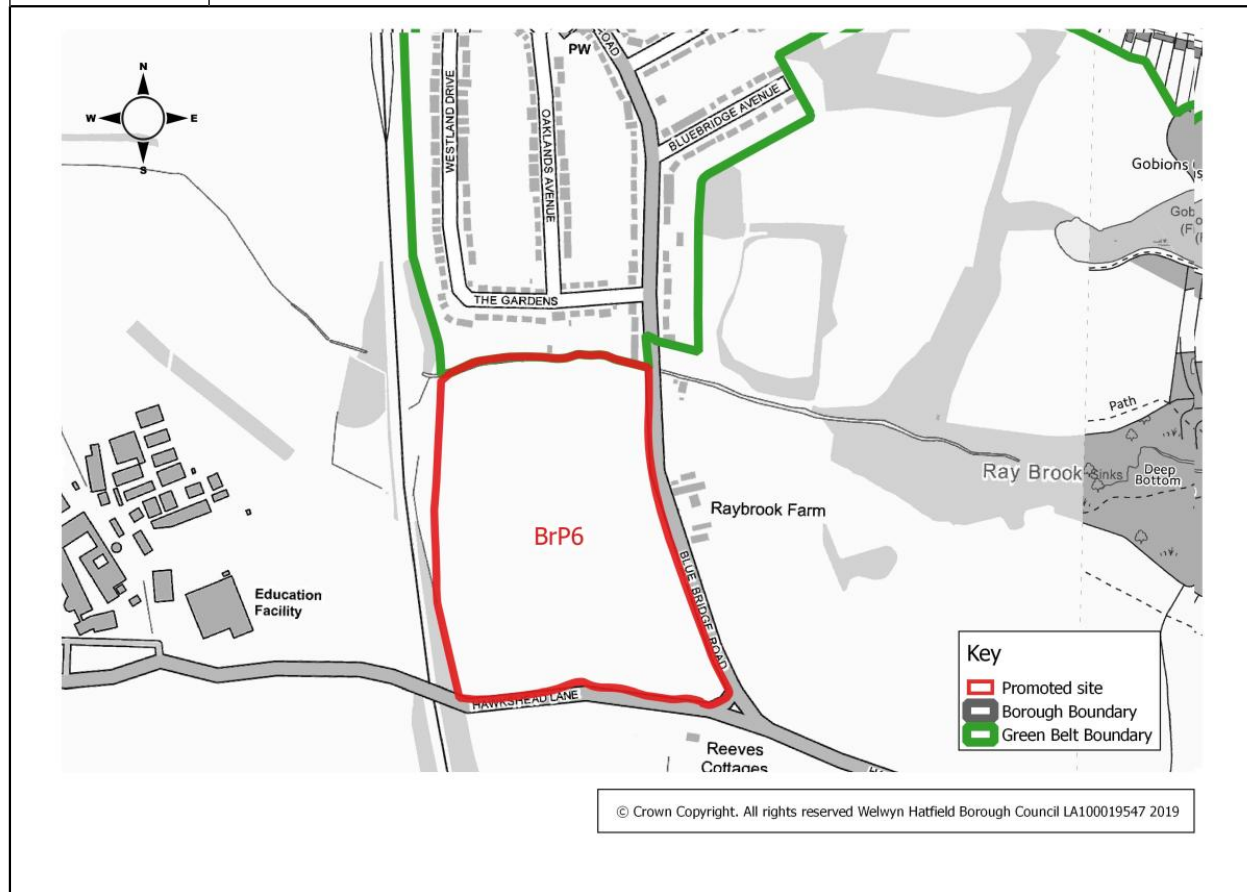 N
W
E
S
PW
ROAD
WESTLAND DRIVE
OAKLANDS AVENUE
BLUEBRIDGE AVENUE
THE GARDENS
Gobions
Path
Ray Brook
Sinks
Deep
Bottom
Raybrook Farm
BrP6
BLUE BRIDGE ROAD
Education
Facility
HAWKSHEAD LANE
Reeves
Cottages
Key
Promoted site
Borough Boundary
Green Belt Boundary
© Crown Copyright. All rights reserved Welwyn Hatfield Borough Council LA100019547 2019